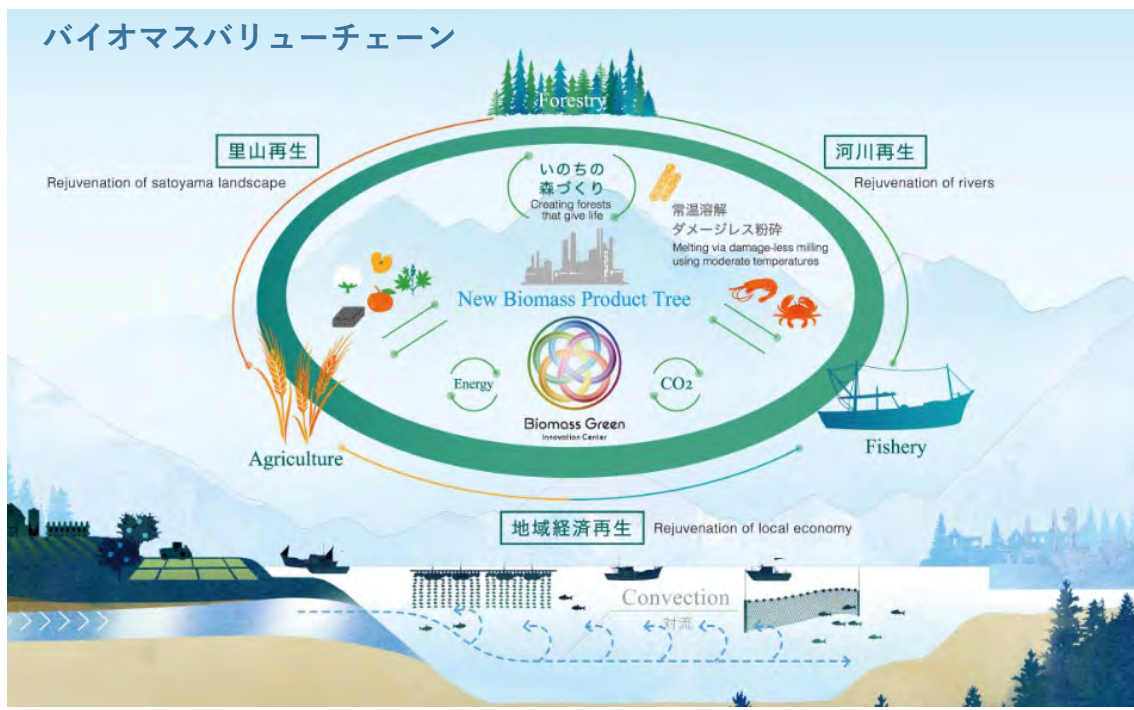 バイオマスバリューチェーン
Forestry
里山再生
Rejuvenation of satoyama landscape
河川再生
Rejuvenation of rivers
いのちの
森づくり
Creating forests
that give life
常温溶解
ダメージレス粉砕
Melting via damage-less milling
using moderate temperatures
New Biomass Product Tree
Energy
CO2
Biomass Green
Innovation Center
Agriculture
Fishery
地域経済再生
Rejuvenation of local economy
Convection
対流